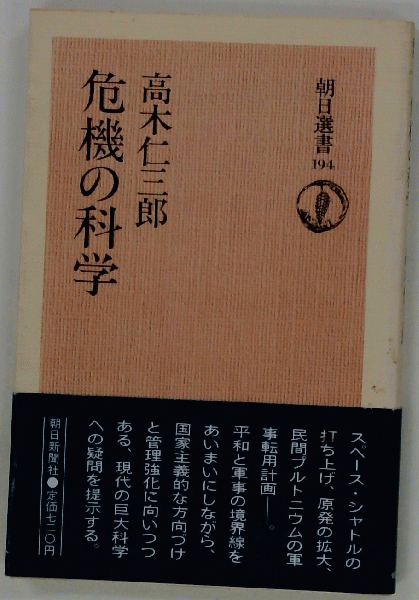 朝日選書
194
高木仁三郎
危機の科学
スペース・シャトルの
打ち上げ、原発の拡大、
民間プルトニウムの軍
事転用計画——。
平和と軍事の境界線を
あいまいにしながら、
国家主義的な方向づけ
と管理強化に向いつつ
ある、現代の巨大科学
への疑問を提示する。
朝日新聞社●定価七二〇円